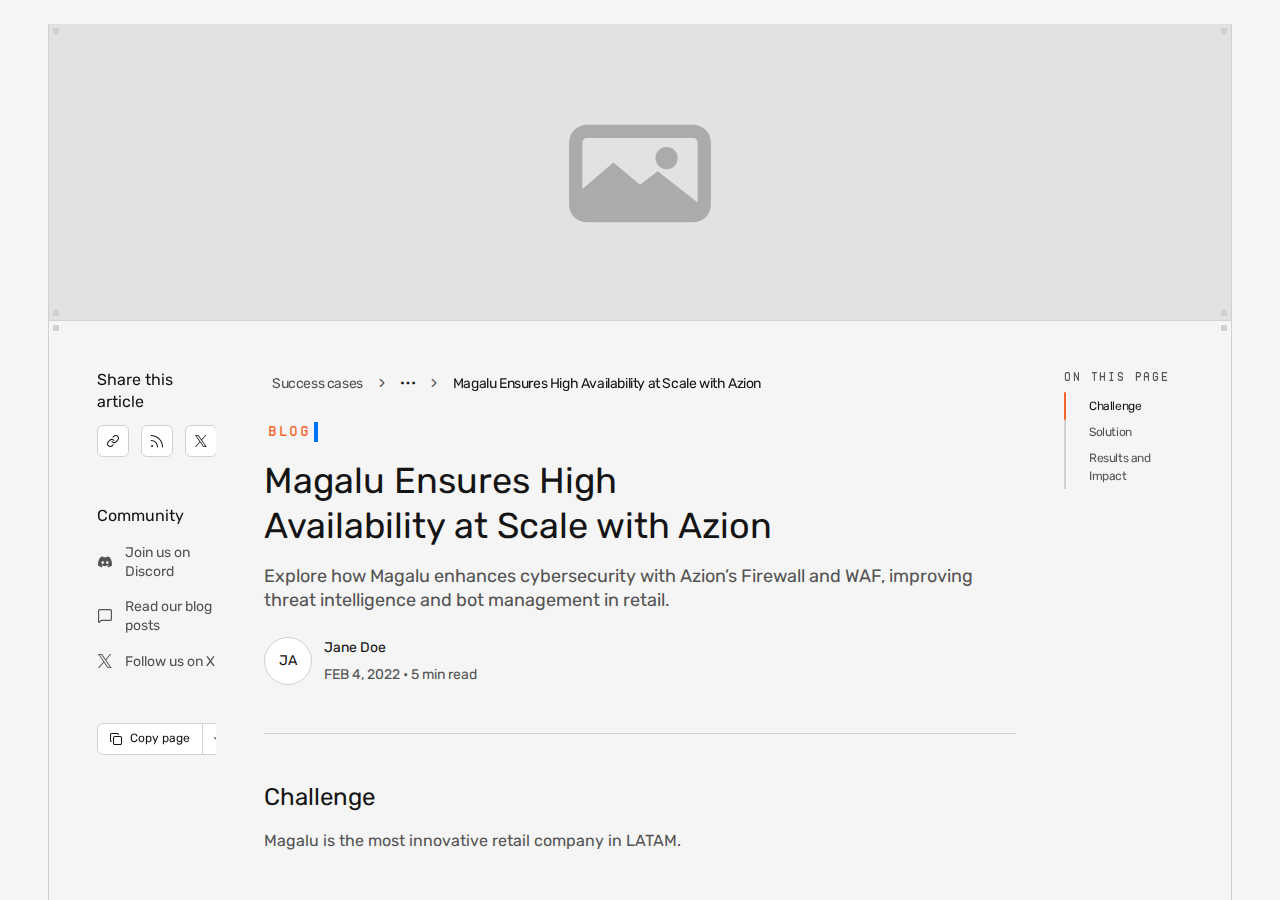 Share this
article
Community
Join us on
Discord
Read our blog
posts
Follow us on X
Copy page
Success cases > ··· > Magalu Ensures High Availability at Scale with Azion
BLOG
Magalu Ensures High
Availability at Scale with Azion
Explore how Magalu enhances cybersecurity with Azion’s Firewall and WAF, improving
threat intelligence and bot management in retail.
JA
Jane Doe
FEB 4, 2022 • 5 min read
Challenge
Magalu is the most innovative retail company in LATAM.
ON THIS PAGE
Challenge
Solution
Results and
Impact